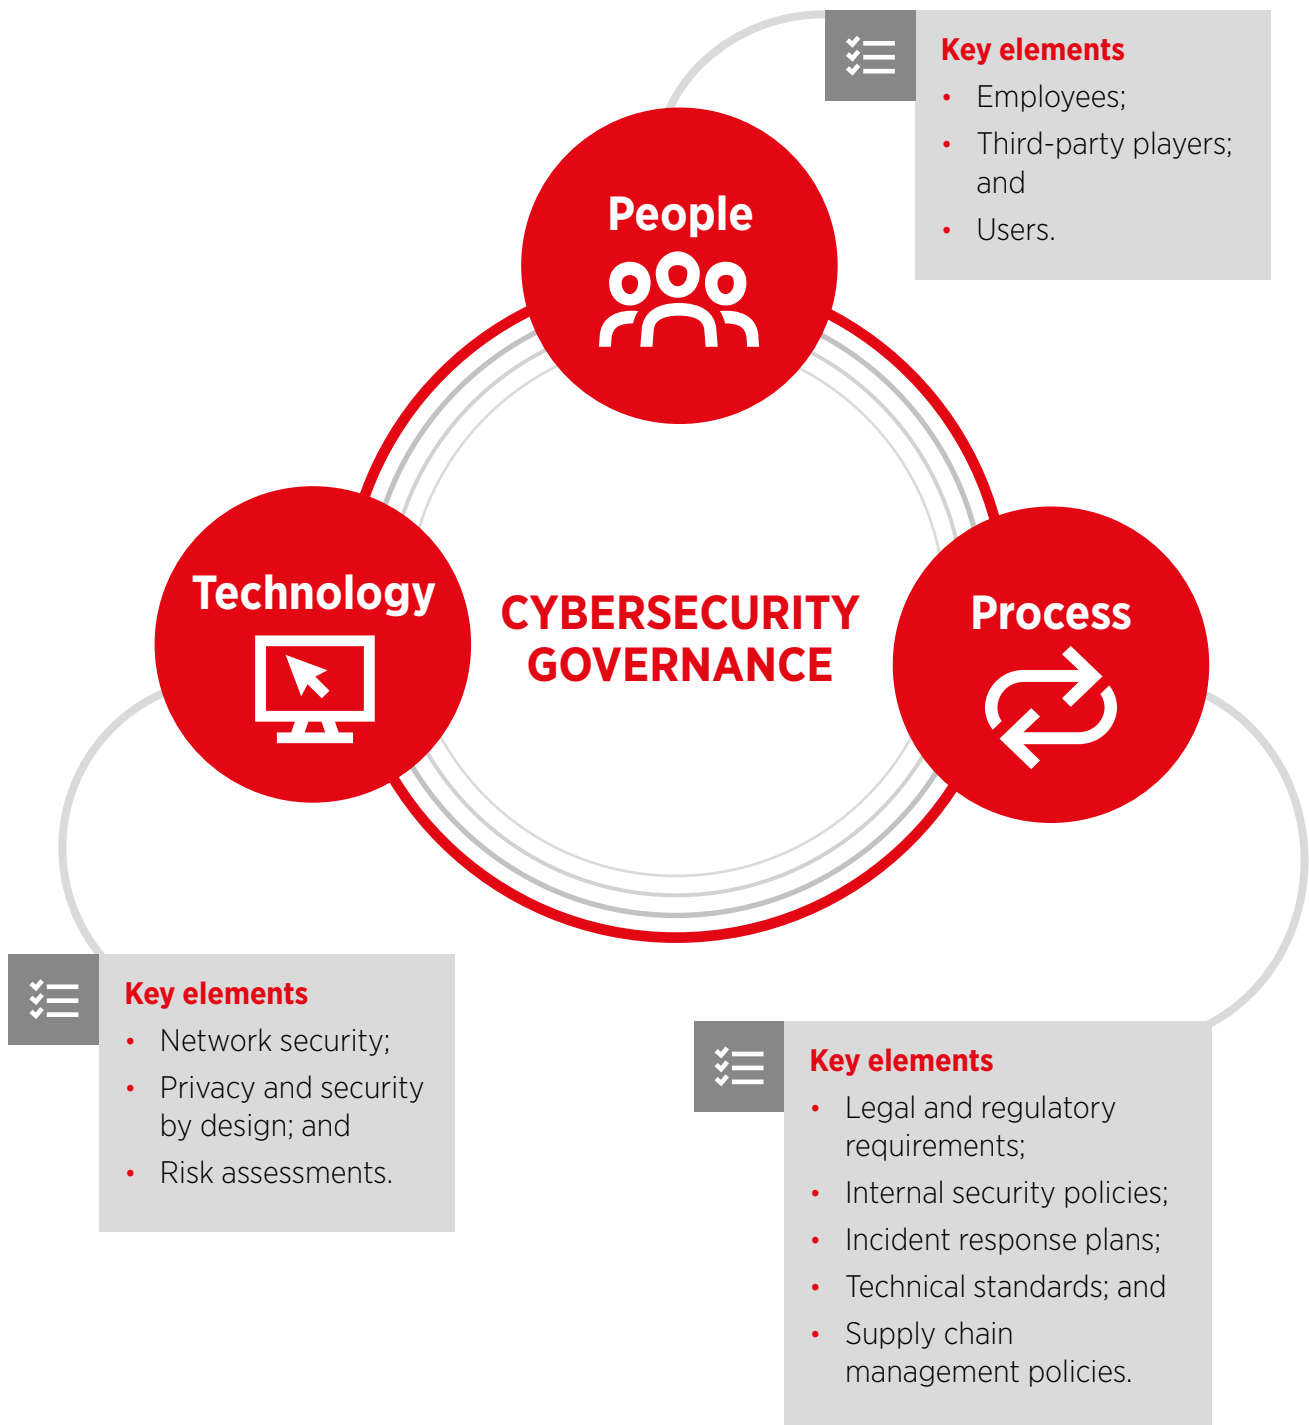 Key elements
• Employees;
• Third-party players;
and
• Users.
People
Technology
CYBERSECURITY
GOVERNANCE
Process
Key elements
• Network security;
• Privacy and security
by design; and
• Risk assessments.
Key elements
• Legal and regulatory
requirements;
• Internal security policies;
• Incident response plans;
• Technical standards; and
• Supply chain
management policies.